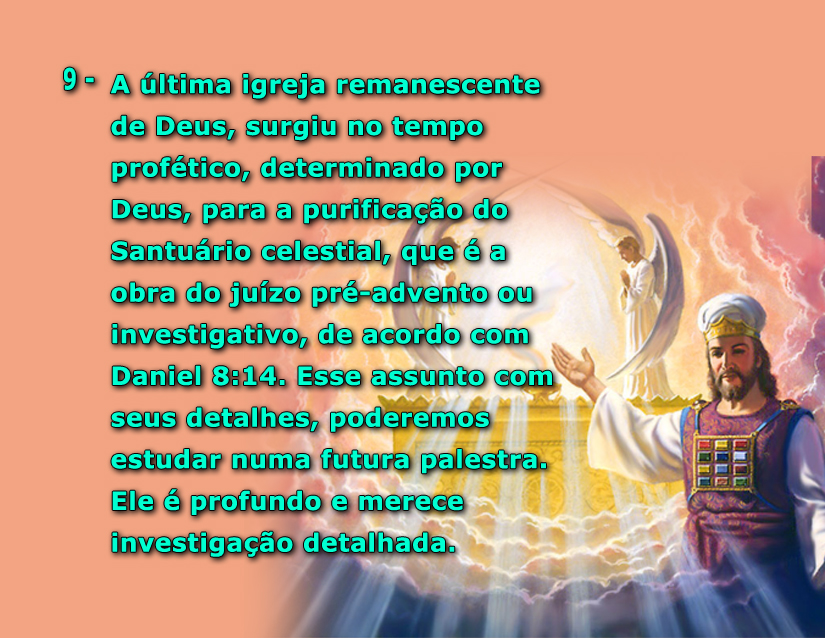 9 - A última igreja remanescente
de Deus, surgiu no tempo
profético, determinado por
Deus, para a purificação do
Santuário celestial, que é a
obra do juízo pré-advento ou
investigativo, de acordo com
Daniel 8:14. Esse assunto com
seus detalhes, poderemos
estudar numa futura palestra.
Ele é profundo e merece
investigação detalhada.